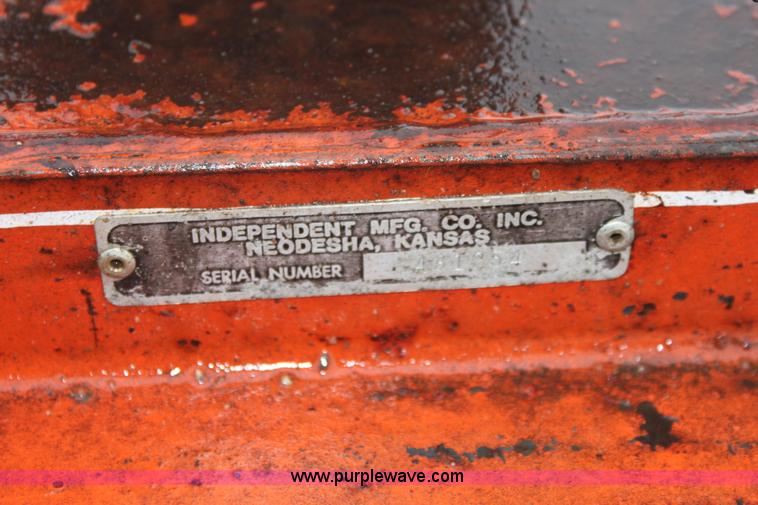 INDEPENDENT MFG. CO. INC.
NEODESHA, KANSAS
SERIAL NUMBER
www.purplewave.com